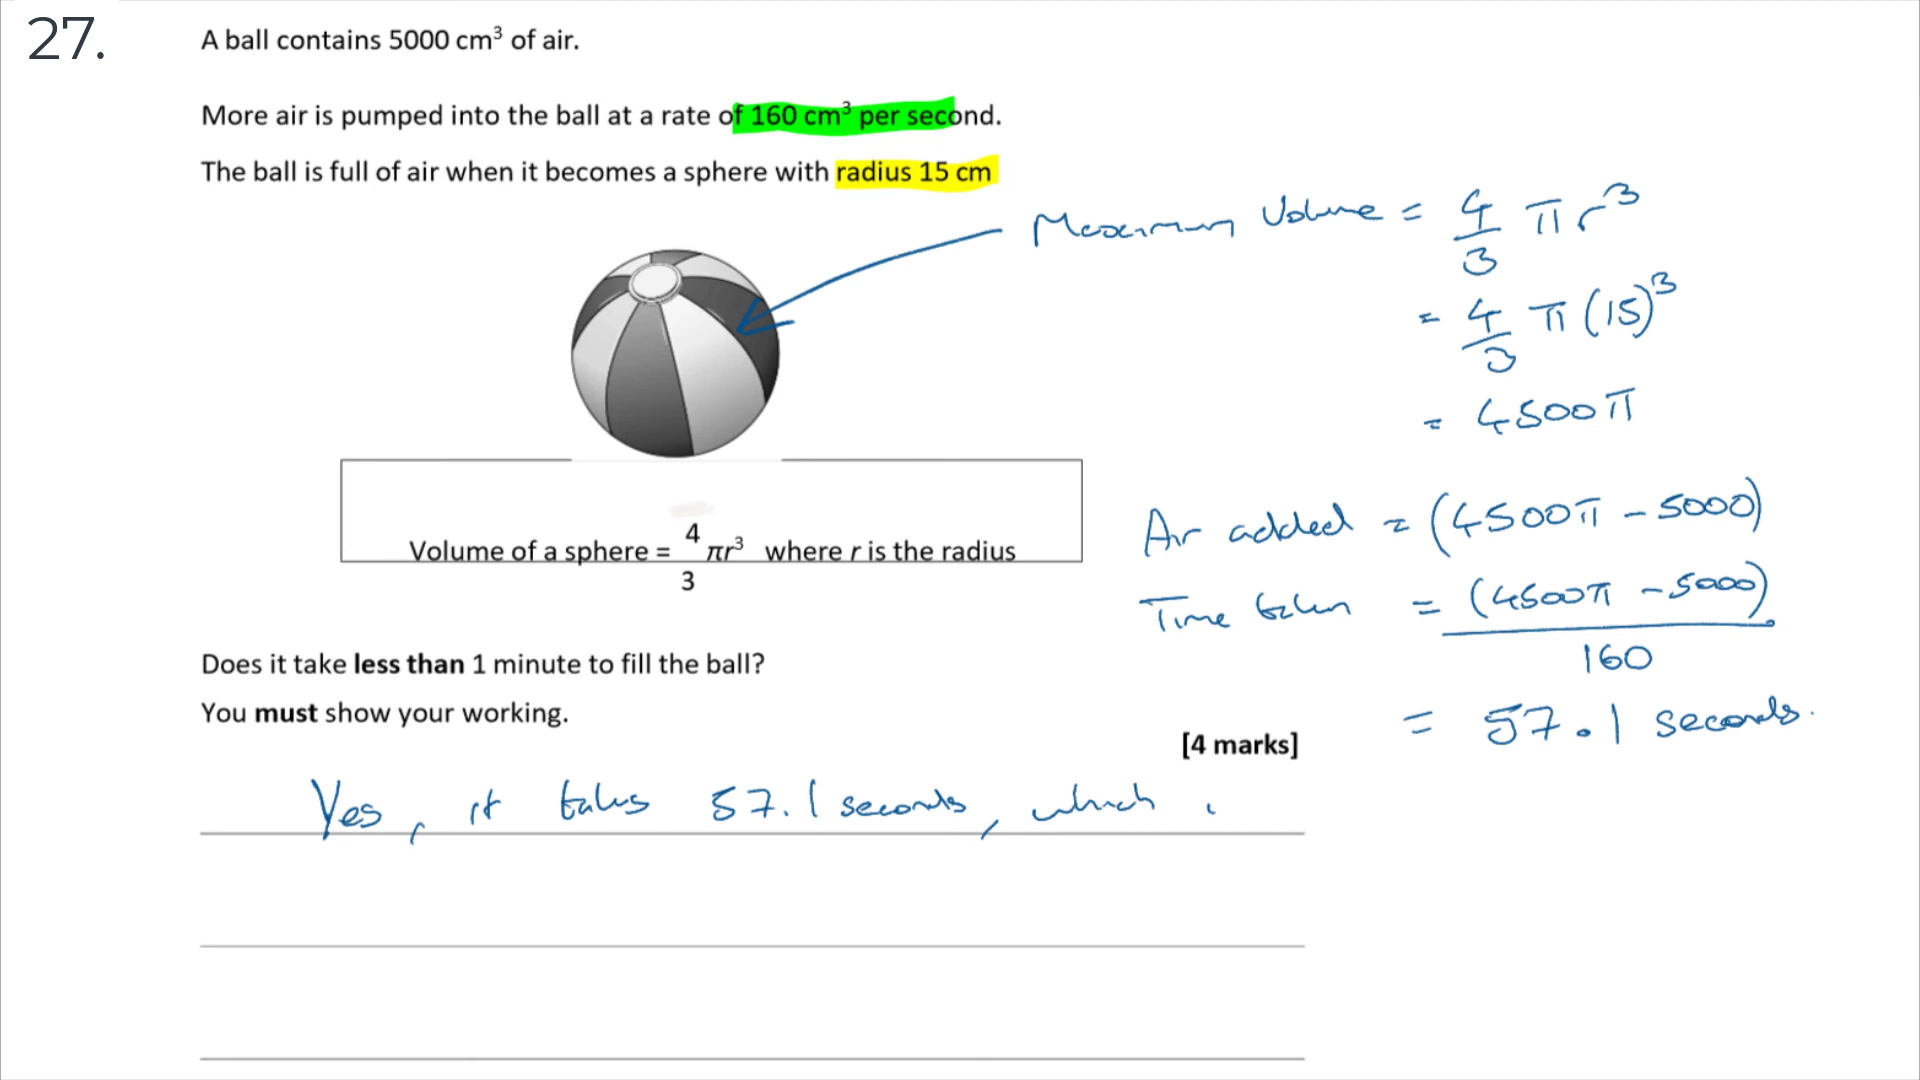 27.
A ball contains 5000 cm³ of air.
More air is pumped into the ball at a rate of 160 cm³ per second.
The ball is full of air when it becomes a sphere with radius 15 cm
Maximum Volume = 4/3 πr³
= 4/3 π(15)³
= 4500π
Volume of a sphere = 4/3 πr³ where r is the radius
Air added = (4500π - 5000)
Time taken = (4500π - 5000)/160
= 57.1 seconds.
Does it take less than 1 minute to fill the ball?
You must show your working.
[4 marks]
Yes, it takes 57.1 seconds, which